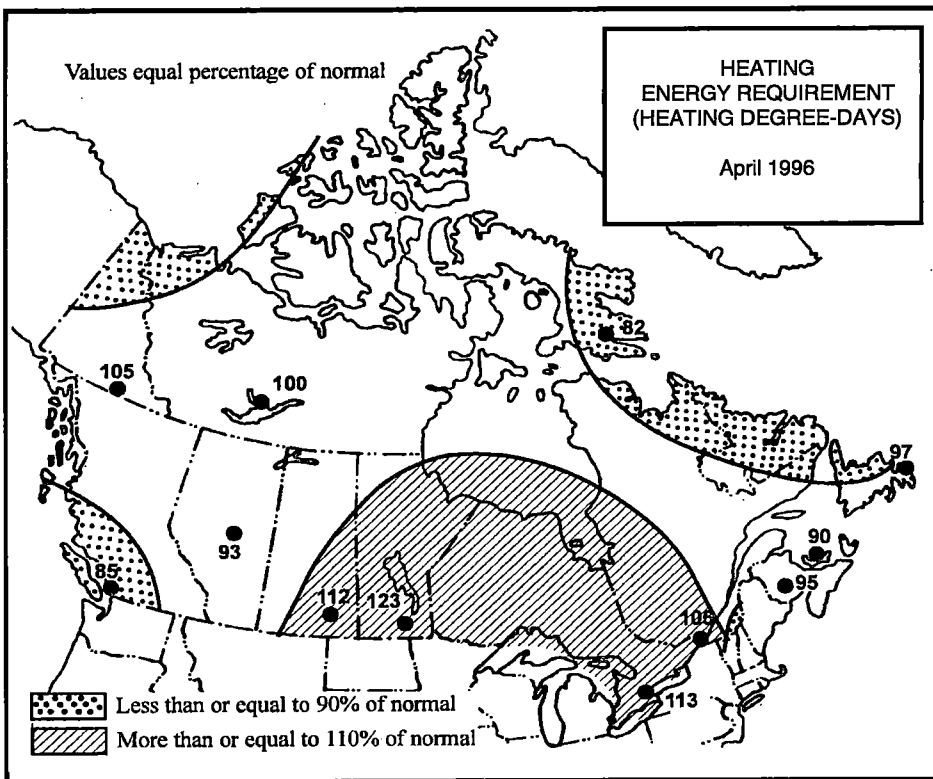 Values equal percentage of normal
HEATING
ENERGY REQUIREMENT
(HEATING DEGREE-DAYS)
April 1996
82
105
100
97
93
90
85
95
112
123
106
113
Less than or equal to 90% of normal
More than or equal to 110% of normal